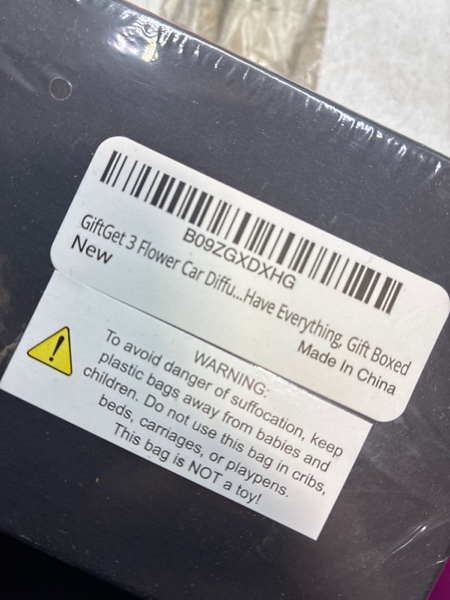 B09ZGXDXHG
GiftGet 3 Flower Car Diffu...Have Everything, Gift Boxed
New
Made In China
WARNING:
To avoid danger of suffocation, keep
plastic bags away from babies and
children. Do not use this bag in cribs,
beds, carriages, or playpens.
This bag is NOT a toy!